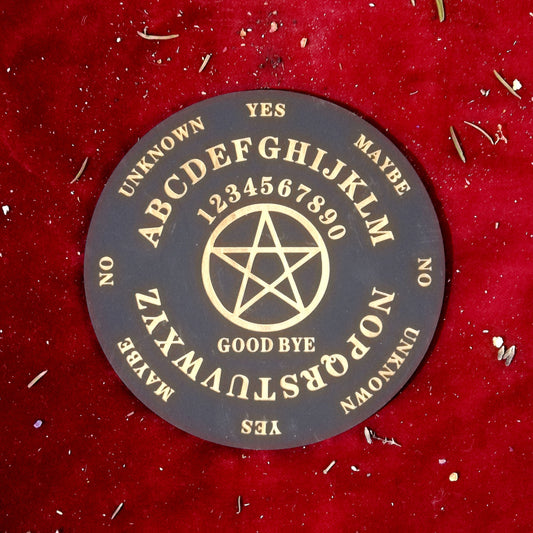 YES
MAYBE
NO
UNKNOWN
YES
MAYBE
NO
UNKNOWN
ABCDEFGHIJKLM
1234567890
GOOD BYE
NOPQRSTUVWXYZ